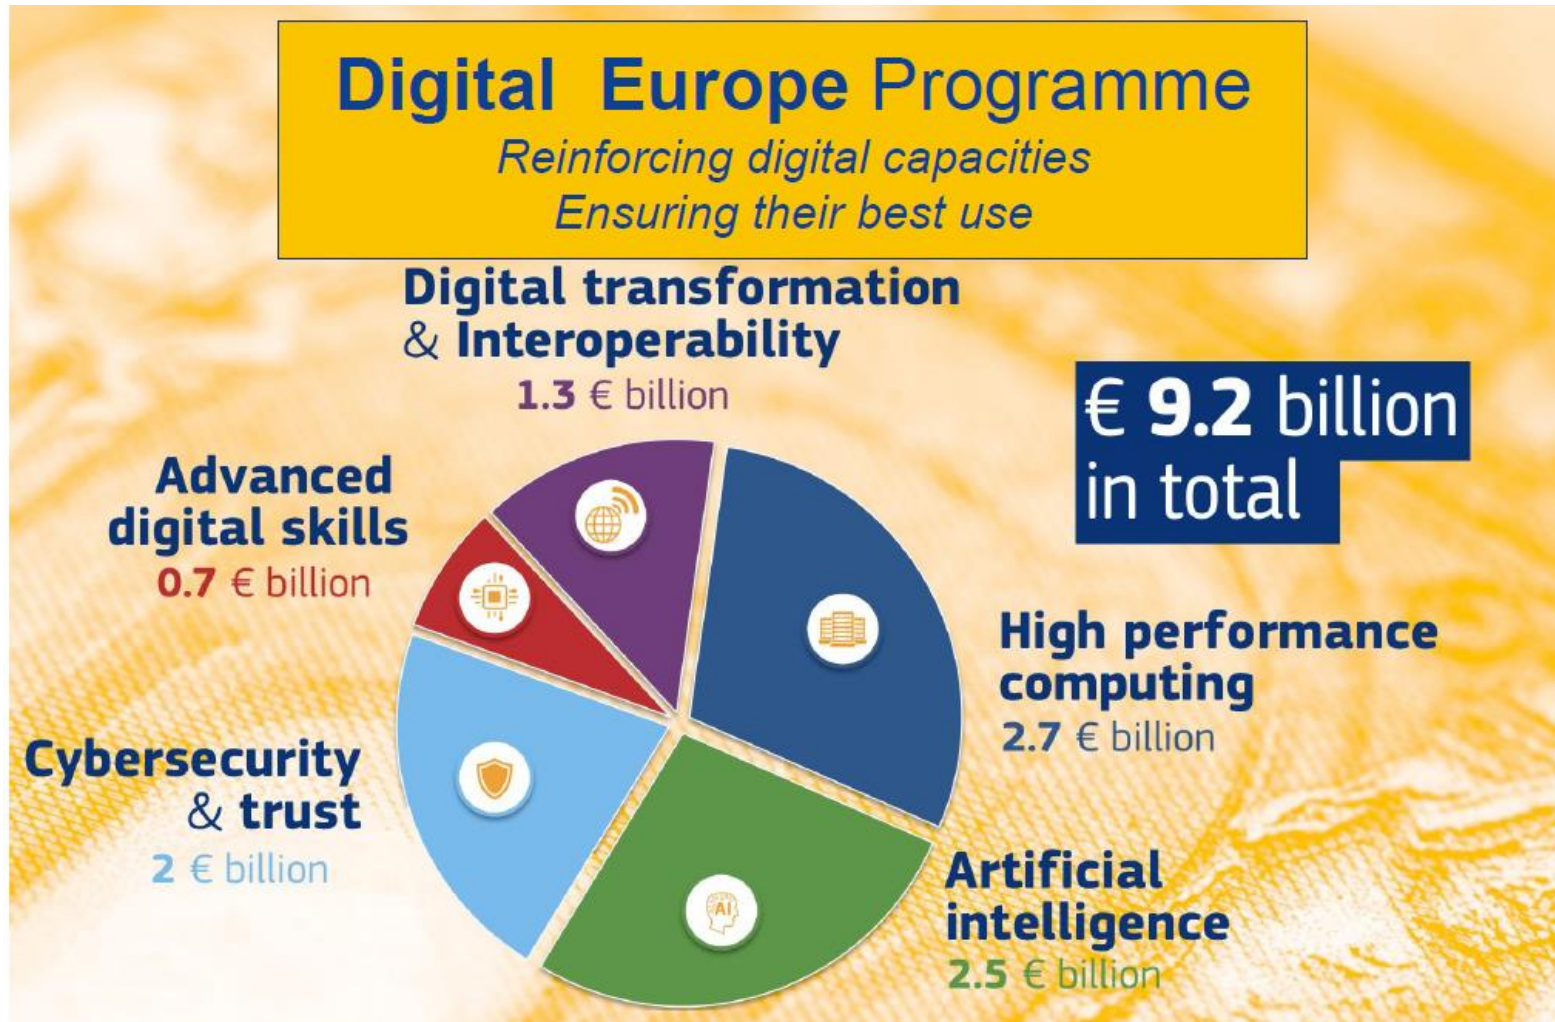 Digital Europe Programme
Reinforcing digital capacities
Ensuring their best use
Digital transformation
& Interoperability
1.3 € billion
€ 9.2 billion
in total
Advanced
digital skills
0.7 € billion
High performance
computing
2.7 € billion
Cybersecurity
& trust
2 € billion
Artificial
intelligence
2.5 € billion
AI